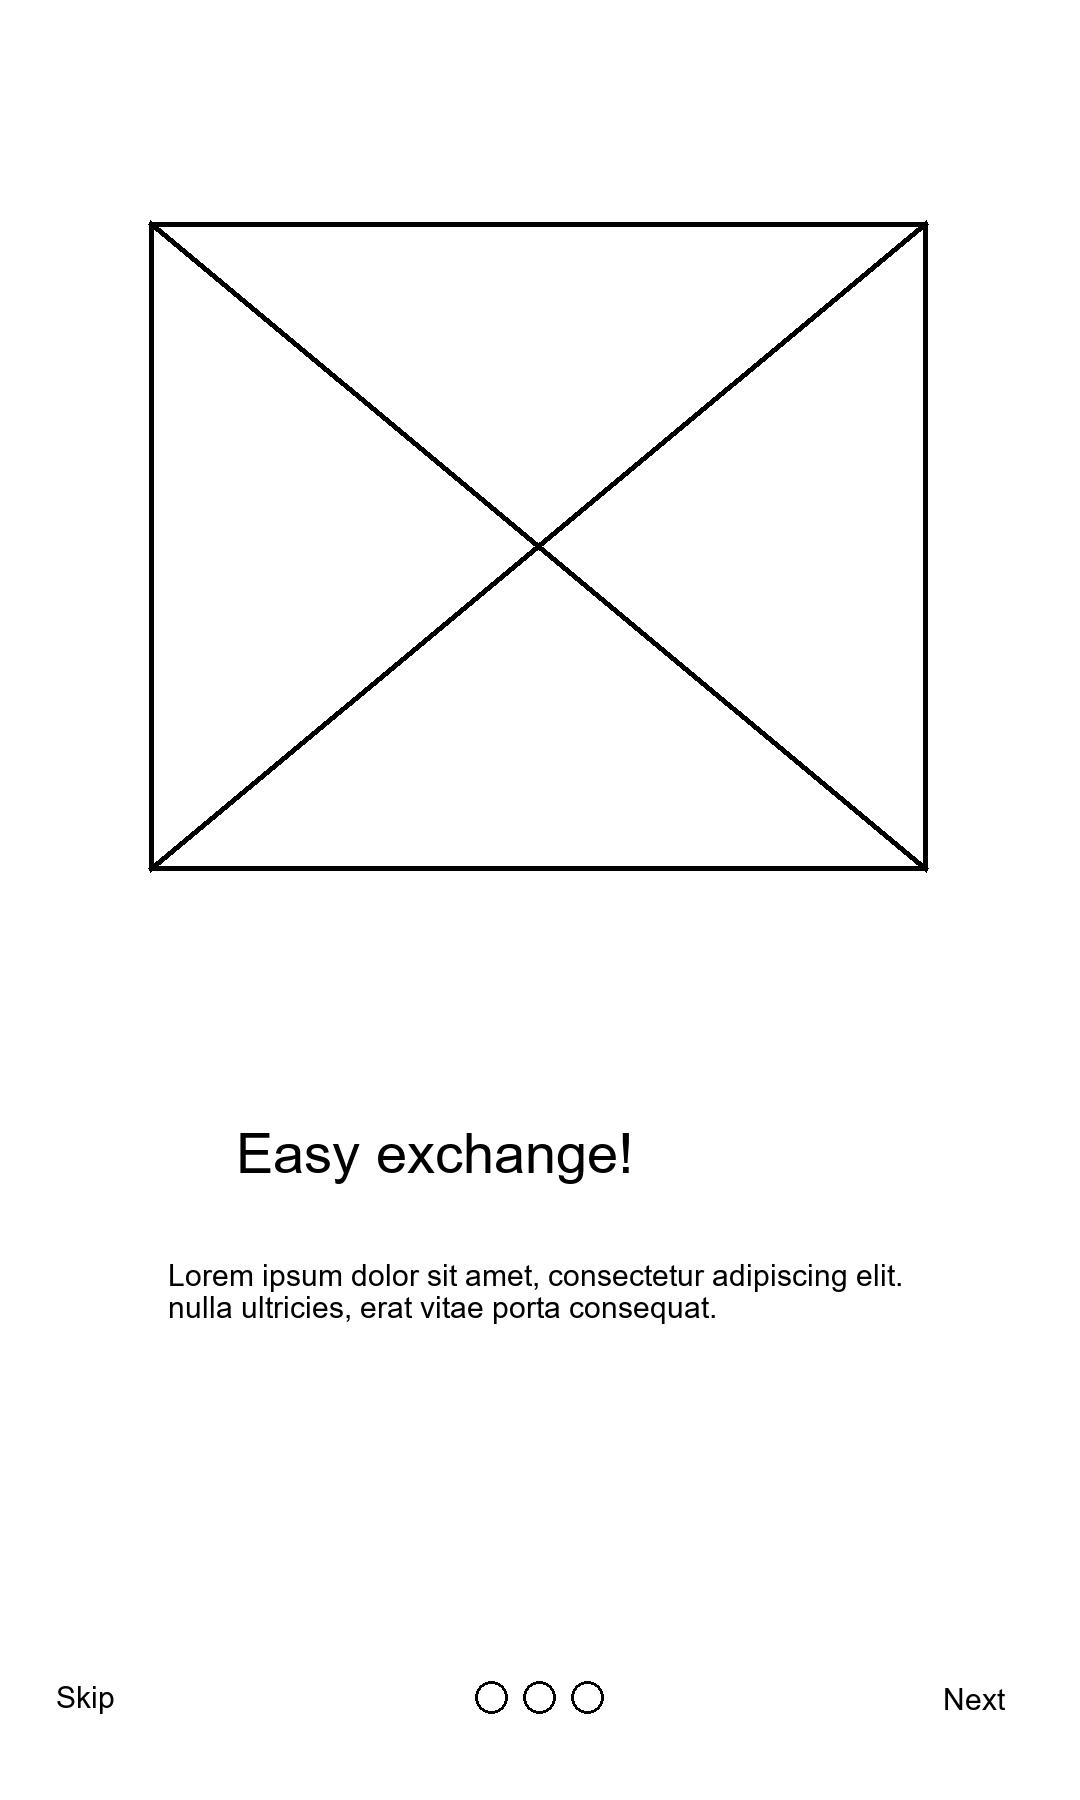 Easy exchange!
Lorem ipsum dolor sit amet, consectetur adipiscing elit.
nulla ultricies, erat vitae porta consequat.
Skip
Next